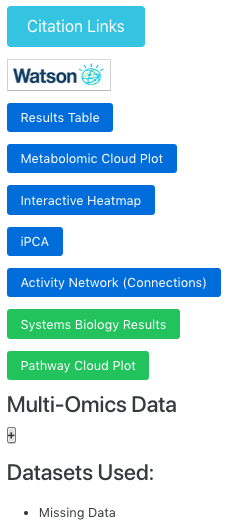 Citation Links
Watson
Results Table
Metabolomic Cloud Plot
Interactive Heatmap
iPCA
Activity Network (Connections)
Systems Biology Results
Pathway Cloud Plot
Multi-Omics Data
+
Datasets Used:
• Missing Data